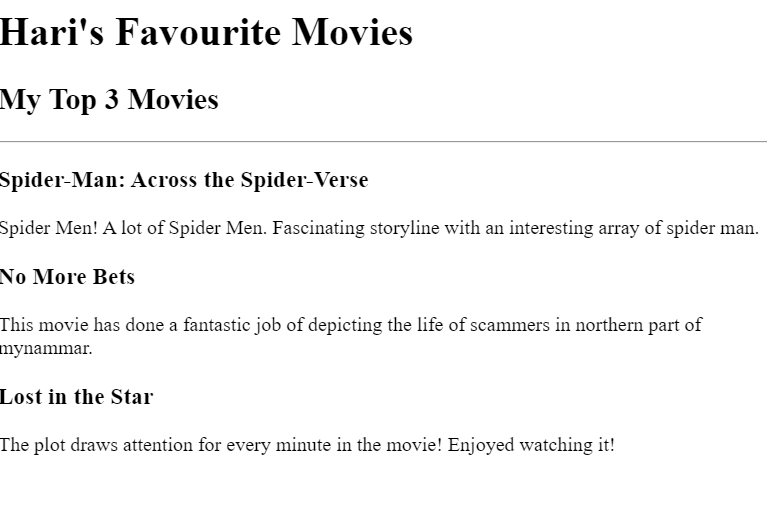 Hari's Favourite Movies
My Top 3 Movies
Spider-Man: Across the Spider-Verse
Spider Men! A lot of Spider Men. Fascinating storyline with an interesting array of spider man.
No More Bets
This movie has done a fantastic job of depicting the life of scammers in northern part of
mynammar.
Lost in the Star
The plot draws attention for every minute in the movie! Enjoyed watching it!